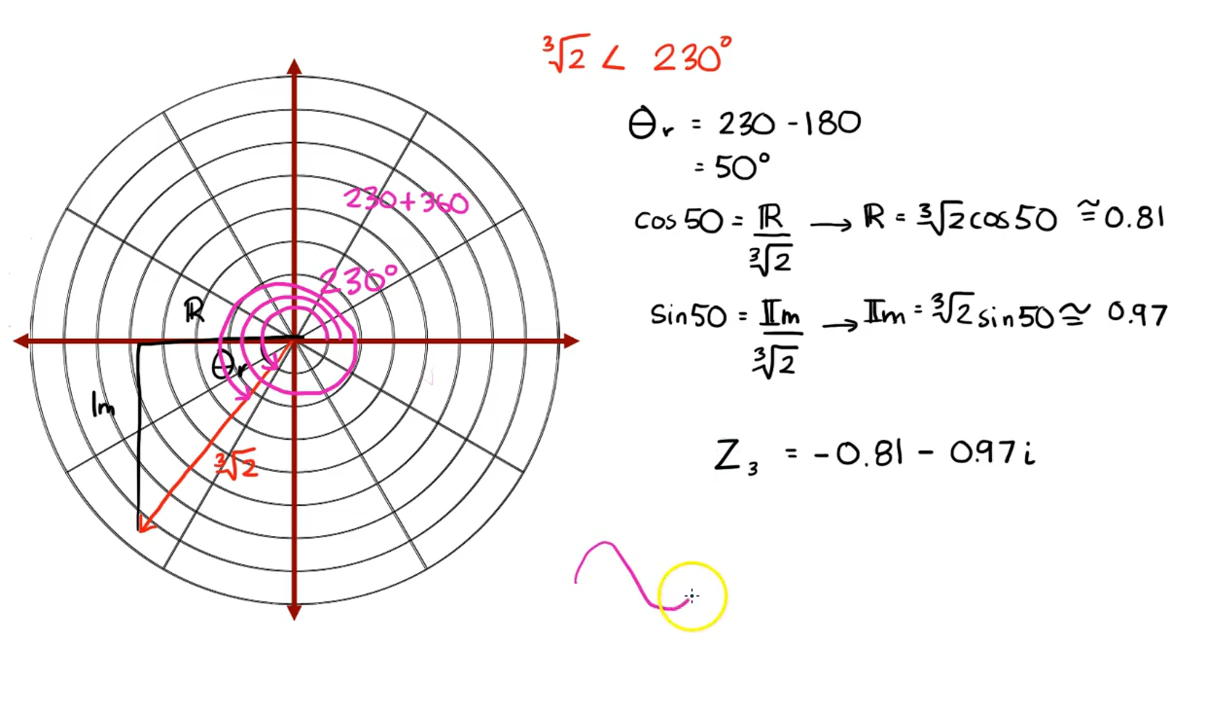 ∛2 < 230°
θr = 230 - 180
= 50°
cos 50 = ℝ/∛2 → ℝ = ∛2 cos 50 ≅ 0.81
Sin 50 = 𝕀m/∛2 → 𝕀m = ∛2 sin 50 ≅ 0.97
Z₃ = -0.81 - 0.97i
230+360
230°
ℝ
θr
Im
∛2